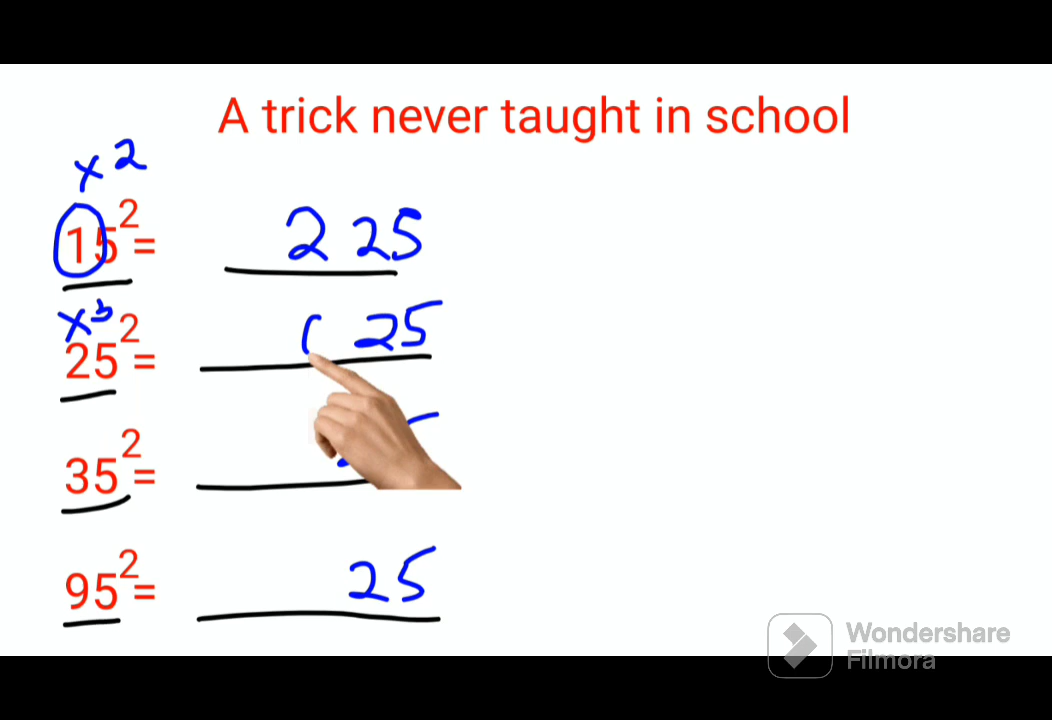 A trick never taught in school
x 2
15²= 225
x 3
25²= 25
35²=
95²= 25
Wondershare
Filmora